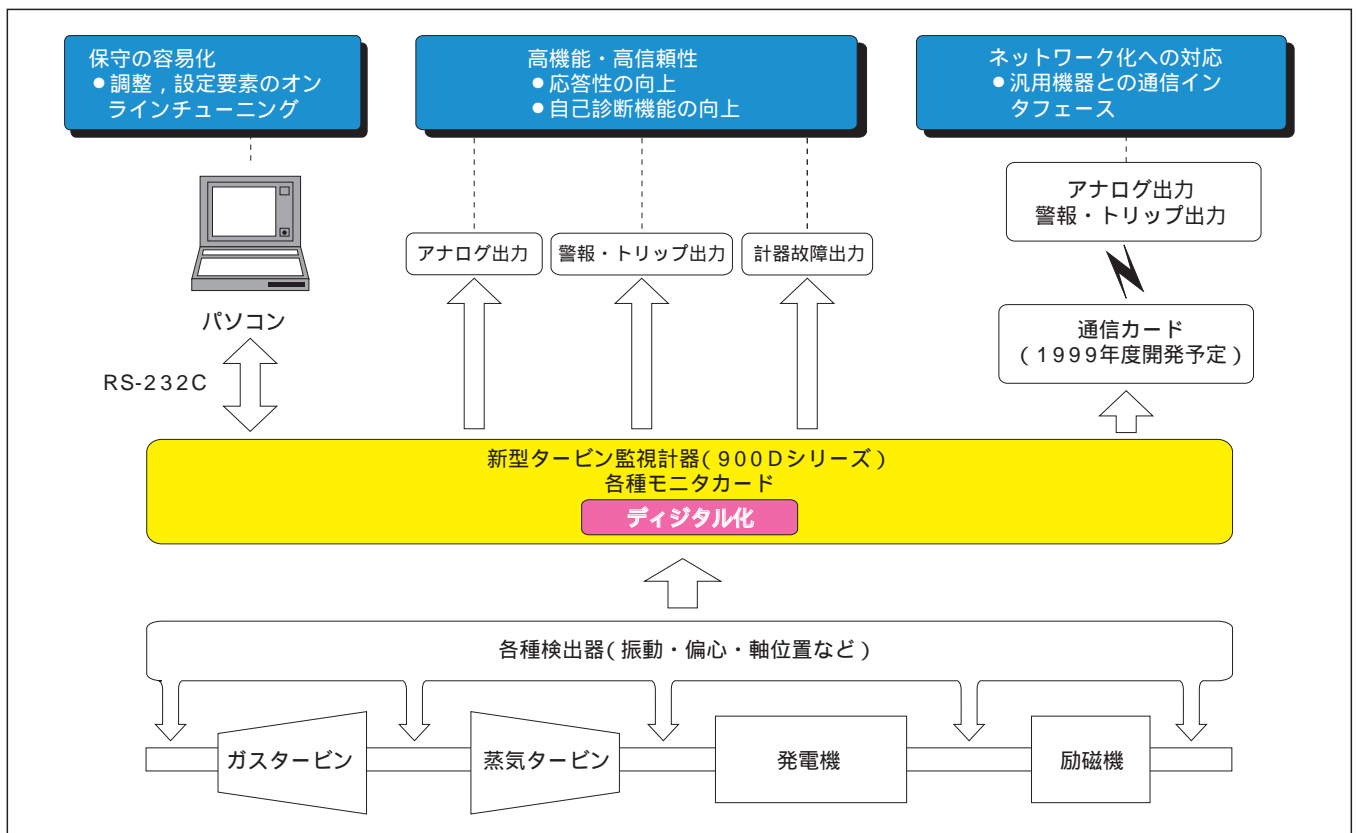 保守の容易化
●調整,設定要素のオン
ラインチューニング
高機能・高信頼性
●応答性の向上
●自己診断機能の向上
ネットワーク化への対応
●汎用機器との通信イン
タフェース
アナログ出力
警報・トリップ出力
アナログ出力
警報・トリップ出力
計器故障出力
パソコン
通信カード
(1999年度開発予定)
RS-232C
新型タービン監視計器(900Dシリーズ)
各種モニタカード
ディジタル化
各種検出器(振動・偏心・軸位置など)
ガスタービン
蒸気タービン
発電機
励磁機